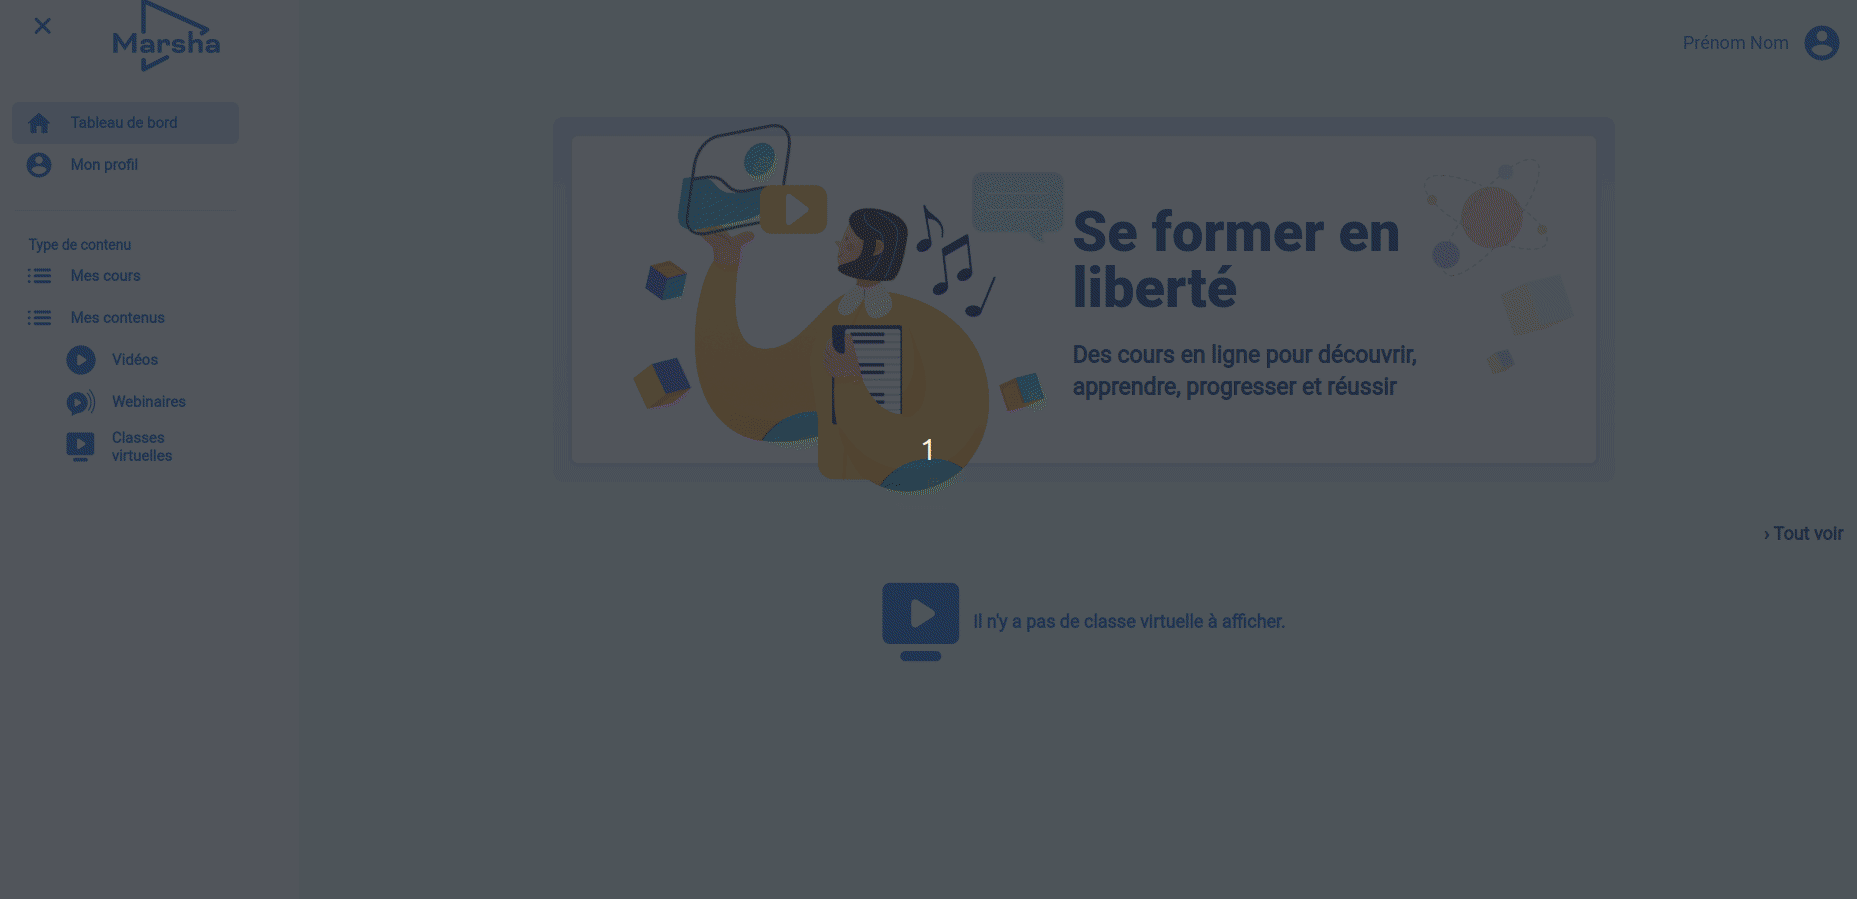 Marsha
Prénom Nom
Tableau de bord
Mon profil
Type de contenu
Mes cours
Mes contenus
Vidéos
Webinaires
Classes
virtuelles
Se former en
liberté
Des cours en ligne pour découvrir,
apprendre, progresser et réussir
1
› Tout voir
Il n'y a pas de classe virtuelle à afficher.